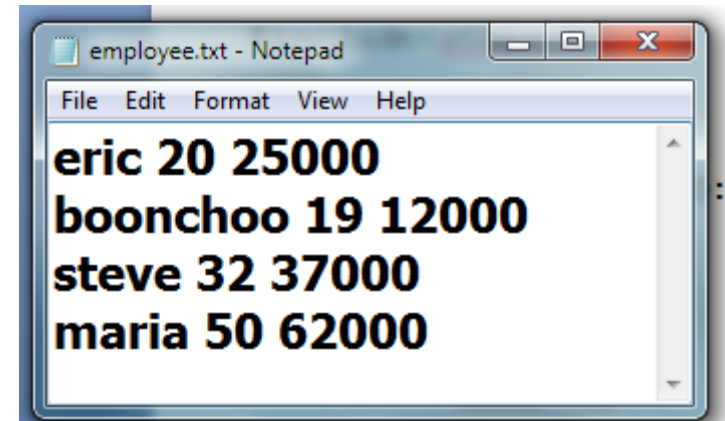 employee.txt - Notepad
File Edit Format View Help
eric 20 25000
boonchoo 19 12000
steve 32 37000
maria 50 62000
: